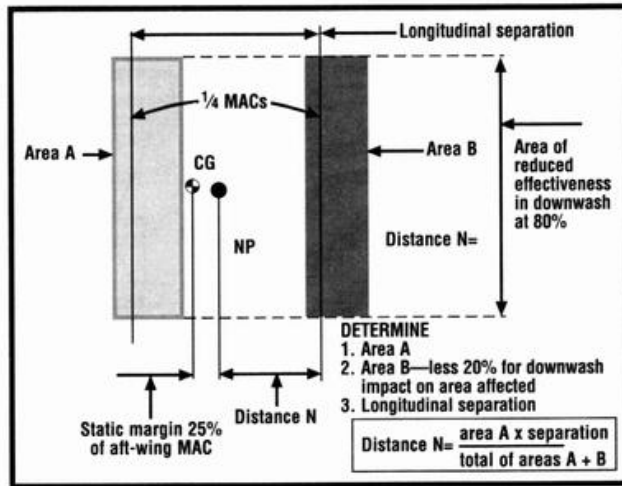 Longitudinal separation
¼ MACs
Area A
CG
Area B
Area of
reduced
effectiveness
in downwash
at 80%
Distance N=
NP
DETERMINE
1. Area A
2. Area B—less 20% for downwash
impact on area affected
3. Longitudinal separation
Static margin 25%
of aft-wing MAC
Distance N
Distance N= area A x separation
total of areas A + B